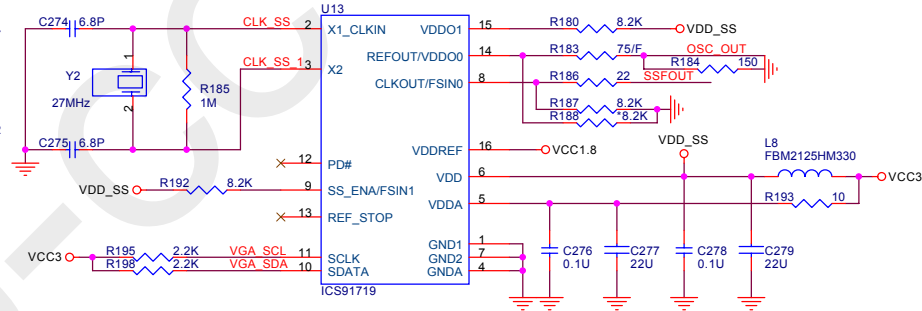 U13
C274 6.8P
CLK_SS
2 X1_CLKIN
VDDO1 15
R180 8.2K
VDD_SS
REFOUT/VDDO0 14
R183 75/F
OSC_OUT
R184 150
CLK_SS_1
3 X2
CLKOUT/FSIN0 8
R186 22
SSFOUT
1
Y2
2
27MHz
R185
1M
R187 8.2K
R188 *8.2K
C275 6.8P
VDDREF 16
VCC1.8
VDD_SS
L8
FBM2125HM330
12 PD#
VDD 6
VCC3
VDD_SS
R192 8.2K
9 SS_ENA/FSIN1
VDDA 5
R193 10
13 REF_STOP
C276
0.1U
C277
22U
C278
0.1U
C279
22U
GND1 1
GND2 7
GNDA 4
VCC3
R195 2.2K
VGA_SCL
11 SCLK
R198 2.2K
VGA_SDA
10 SDATA
ICS91719